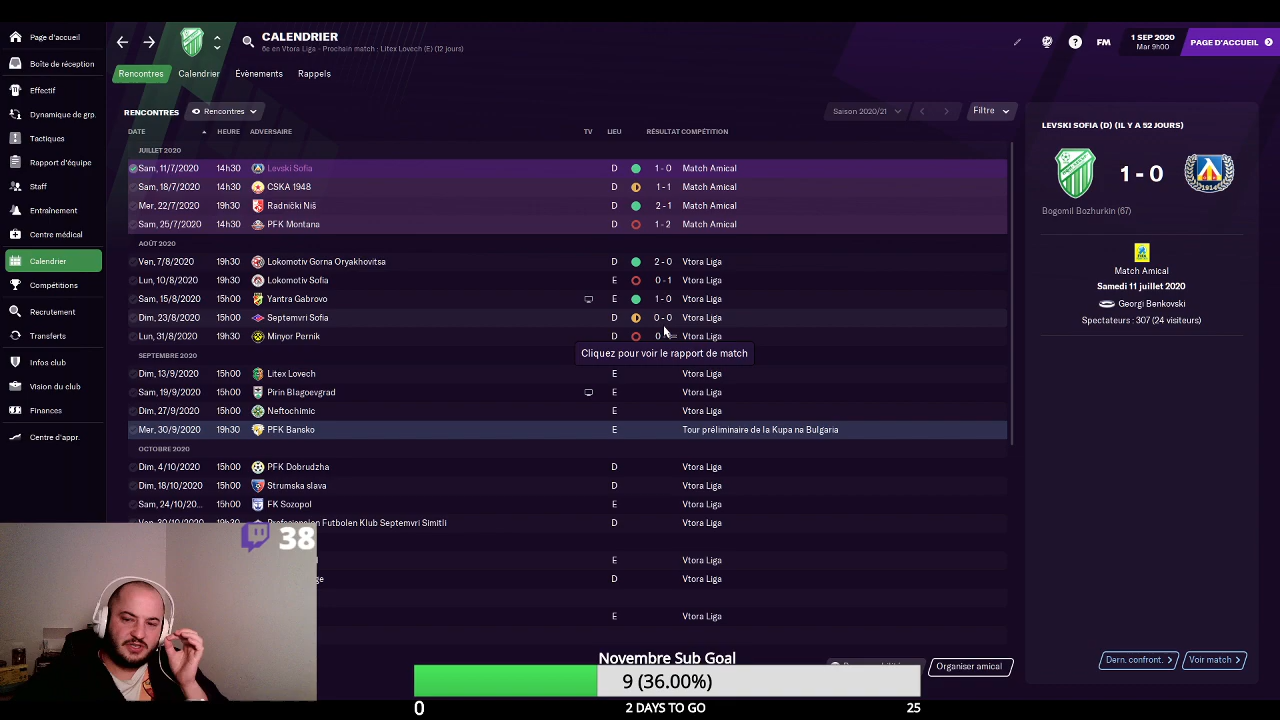 Page d'accueil
Boîte de réception
Effectif
Dynamique de grp.
Tactiques
Rapport d'équipe
Staff
Entraînement
Centre médical
Calendrier
Compétitions
Recrutement
Transferts
Infos club
Vision du club
Finances
Centre d'appr.
CALENDRIER
6e en Vtora Liga - Prochain match : Litex Lovech (E) (12 jours)
? FM 1 SEP 2020 Mar 9h00 PAGE D'ACCUEIL
Rencontres Calendrier Évènements Rappels
RENCONTRES Rencontres Saison 2020/21 Filtre
DATE HEURE ADVERSAIRE TV LIEU RÉSULTAT COMPÉTITION
JUILLET 2020
Sam, 11/7/2020 14h30 Levski Sofia D 1 - 0 Match Amical
Sam, 18/7/2020 14h30 CSKA 1948 D 1 - 1 Match Amical
Mer, 22/7/2020 19h30 Radnički Niš D 2 - 1 Match Amical
Sam, 25/7/2020 14h30 PFK Montana D 1 - 2 Match Amical
AOÛT 2020
Ven, 7/8/2020 19h30 Lokomotiv Gorna Oryakhovitsa D 2 - 0 Vtora Liga
Lun, 10/8/2020 19h30 Lokomotiv Sofia E 0 - 1 Vtora Liga
Sam, 15/8/2020 15h00 Yantra Gabrovo E 1 - 0 Vtora Liga
Dim, 23/8/2020 15h00 Septemvri Sofia D 0 - 0 Vtora Liga
Lun, 31/8/2020 19h30 Minyor Pernik D 0 Vtora Liga
Cliquez pour voir le rapport de match
SEPTEMBRE 2020
Dim, 13/9/2020 15h00 Litex Lovech E Vtora Liga
Sam, 19/9/2020 15h00 Pirin Blagoevgrad E Vtora Liga
Dim, 27/9/2020 15h00 Neftochimic E Vtora Liga
Mer, 30/9/2020 19h30 PFK Bansko E Tour préliminaire de la Kupa na Bulgaria
OCTOBRE 2020
Dim, 4/10/2020 15h00 PFK Dobrudzha D Vtora Liga
Dim, 18/10/2020 15h00 Strumska slava D Vtora Liga
Sam, 24/10/20... 15h00 FK Sozopol E Vtora Liga
Futbolen Klub Septemvri Simitli D Vtora Liga
E Vtora Liga
D Vtora Liga
E Vtora Liga
LEVSKI SOFIA (D) (IL Y A 52 JOURS)
1 - 0
1914
Bogomil Bozhurkin (67)
Match Amical
Samedi 11 juillet 2020
Georgi Benkovski
Spectateurs : 307 (24 visiteurs)
Dern. confront. Voir match
Organiser amical
38
Novembre Sub Goal
9 (36.00%)
0 2 DAYS TO GO 25